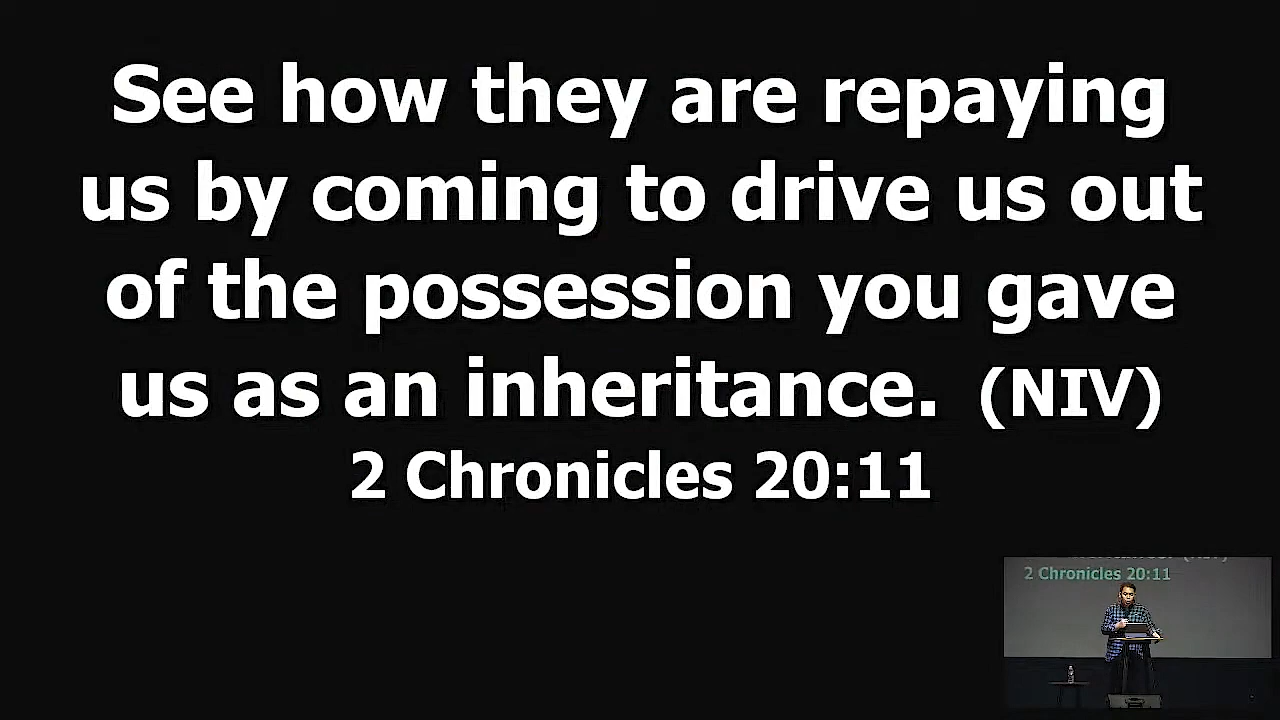 See how they are repaying
us by coming to drive us out
of the possession you gave
us as an inheritance. (NIV)
2 Chronicles 20:11
2 Chronicles 20:11